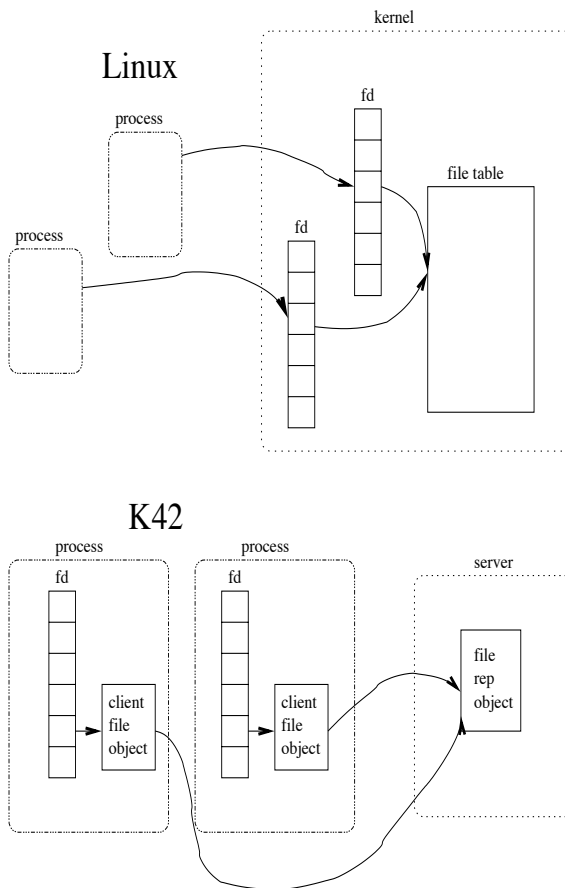 kernel
Linux
fd
process
file table
process
fd
K42
process
process
server
fd
fd
file
rep
object
client
file
object
client
file
object